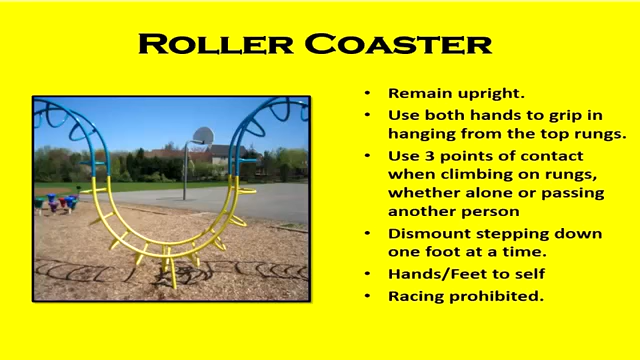 ROLLER COASTER
• Remain upright.
• Use both hands to grip in
hanging from the top rungs.
• Use 3 points of contact
when climbing on rungs,
whether alone or passing
another person
• Dismount stepping down
one foot at a time.
• Hands/Feet to self
• Racing prohibited.